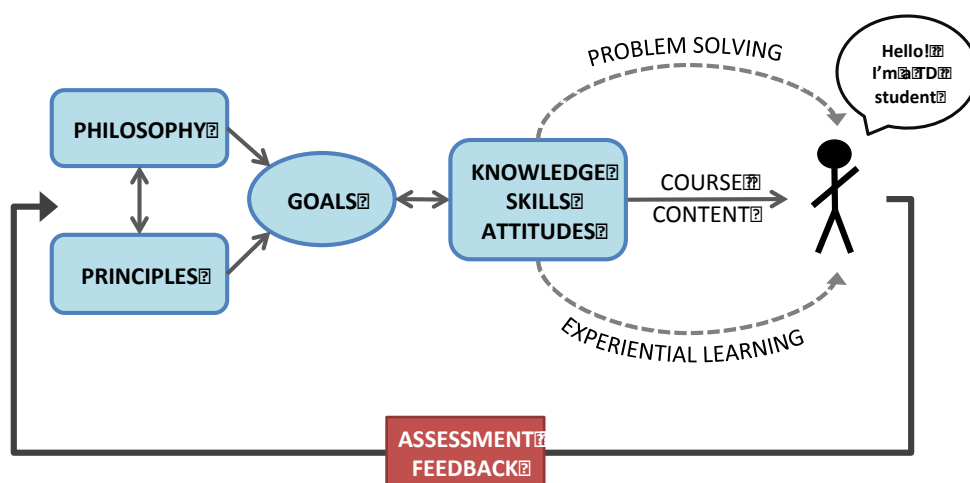 PROBLEM SOLVING
Hello!⍰
I'm⍰a⍰TD⍰
student⍰
PHILOSOPHY⍰
GOALS⍰
KNOWLEDGE⍰
SKILLS⍰
ATTITUDES⍰
COURSE⍰
CONTENT⍰
PRINCIPLES⍰
EXPERIENTIAL LEARNING
ASSESSMENT⍰
FEEDBACK⍰